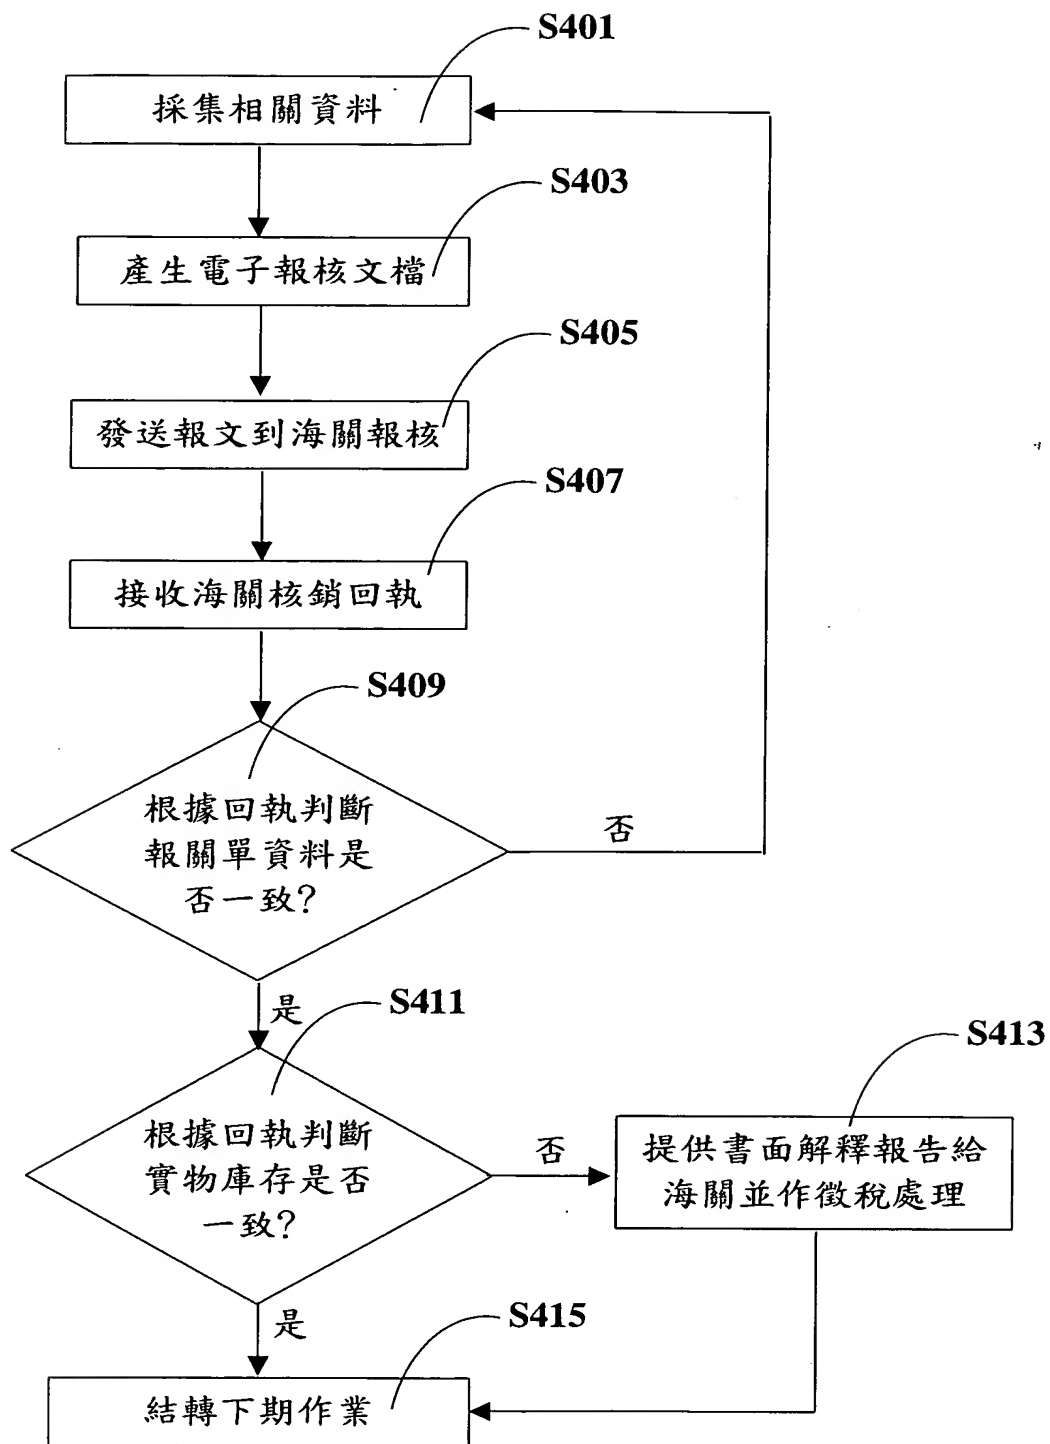 S401
採集相關資料
S403
產生電子報核文檔
S405
發送報文到海關報核
S407
接收海關核銷回執
S409
根據回執判斷
報關單資料是
否一致?
否
是
S411
根據回執判斷
實物庫存是否
一致?
否
S413
提供書面解釋報告給
海關並作徵稅處理
是
S415
結轉下期作業